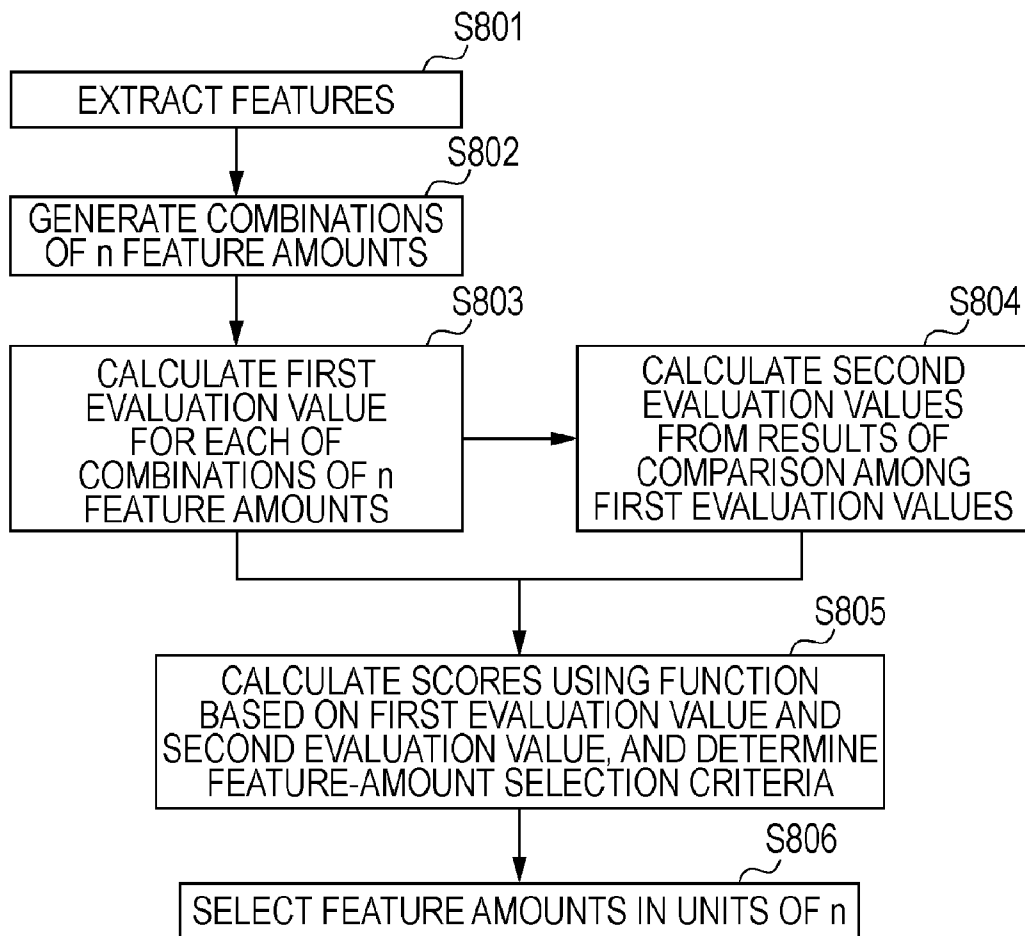 S801
EXTRACT FEATURES
S802
GENERATE COMBINATIONS
OF n FEATURE AMOUNTS
S803
CALCULATE FIRST
EVALUATION VALUE
FOR EACH OF
COMBINATIONS OF n
FEATURE AMOUNTS
S804
CALCULATE SECOND
EVALUATION VALUES
FROM RESULTS OF
COMPARISON AMONG
FIRST EVALUATION VALUES
S805
CALCULATE SCORES USING FUNCTION
BASED ON FIRST EVALUATION VALUE AND
SECOND EVALUATION VALUE, AND DETERMINE
FEATURE-AMOUNT SELECTION CRITERIA
S806
SELECT FEATURE AMOUNTS IN UNITS OF n